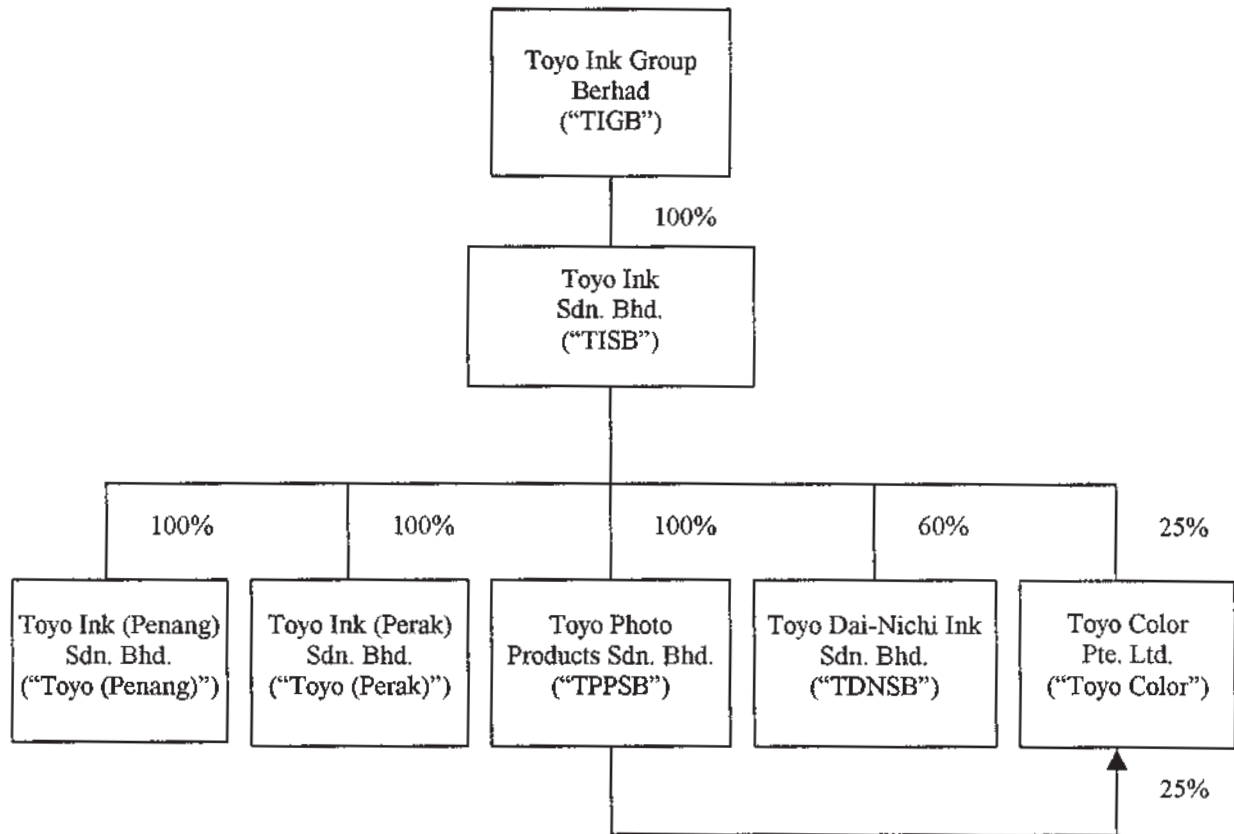 Toyo Ink Group
Berhad
(“TIGB”)
100%
Toyo Ink
Sdn. Bhd.
(“TISB”)
100%
100%
100%
60%
25%
Toyo Ink (Penang)
Sdn. Bhd.
(“Toyo (Penang)”)
Toyo Ink (Perak)
Sdn. Bhd.
(“Toyo (Perak)”)
Toyo Photo
Products Sdn. Bhd.
(“TPPSB”)
Toyo Dai-Nichi Ink
Sdn. Bhd.
(“TDNSB”)
Toyo Color
Pte. Ltd.
(“Toyo Color”)
25%